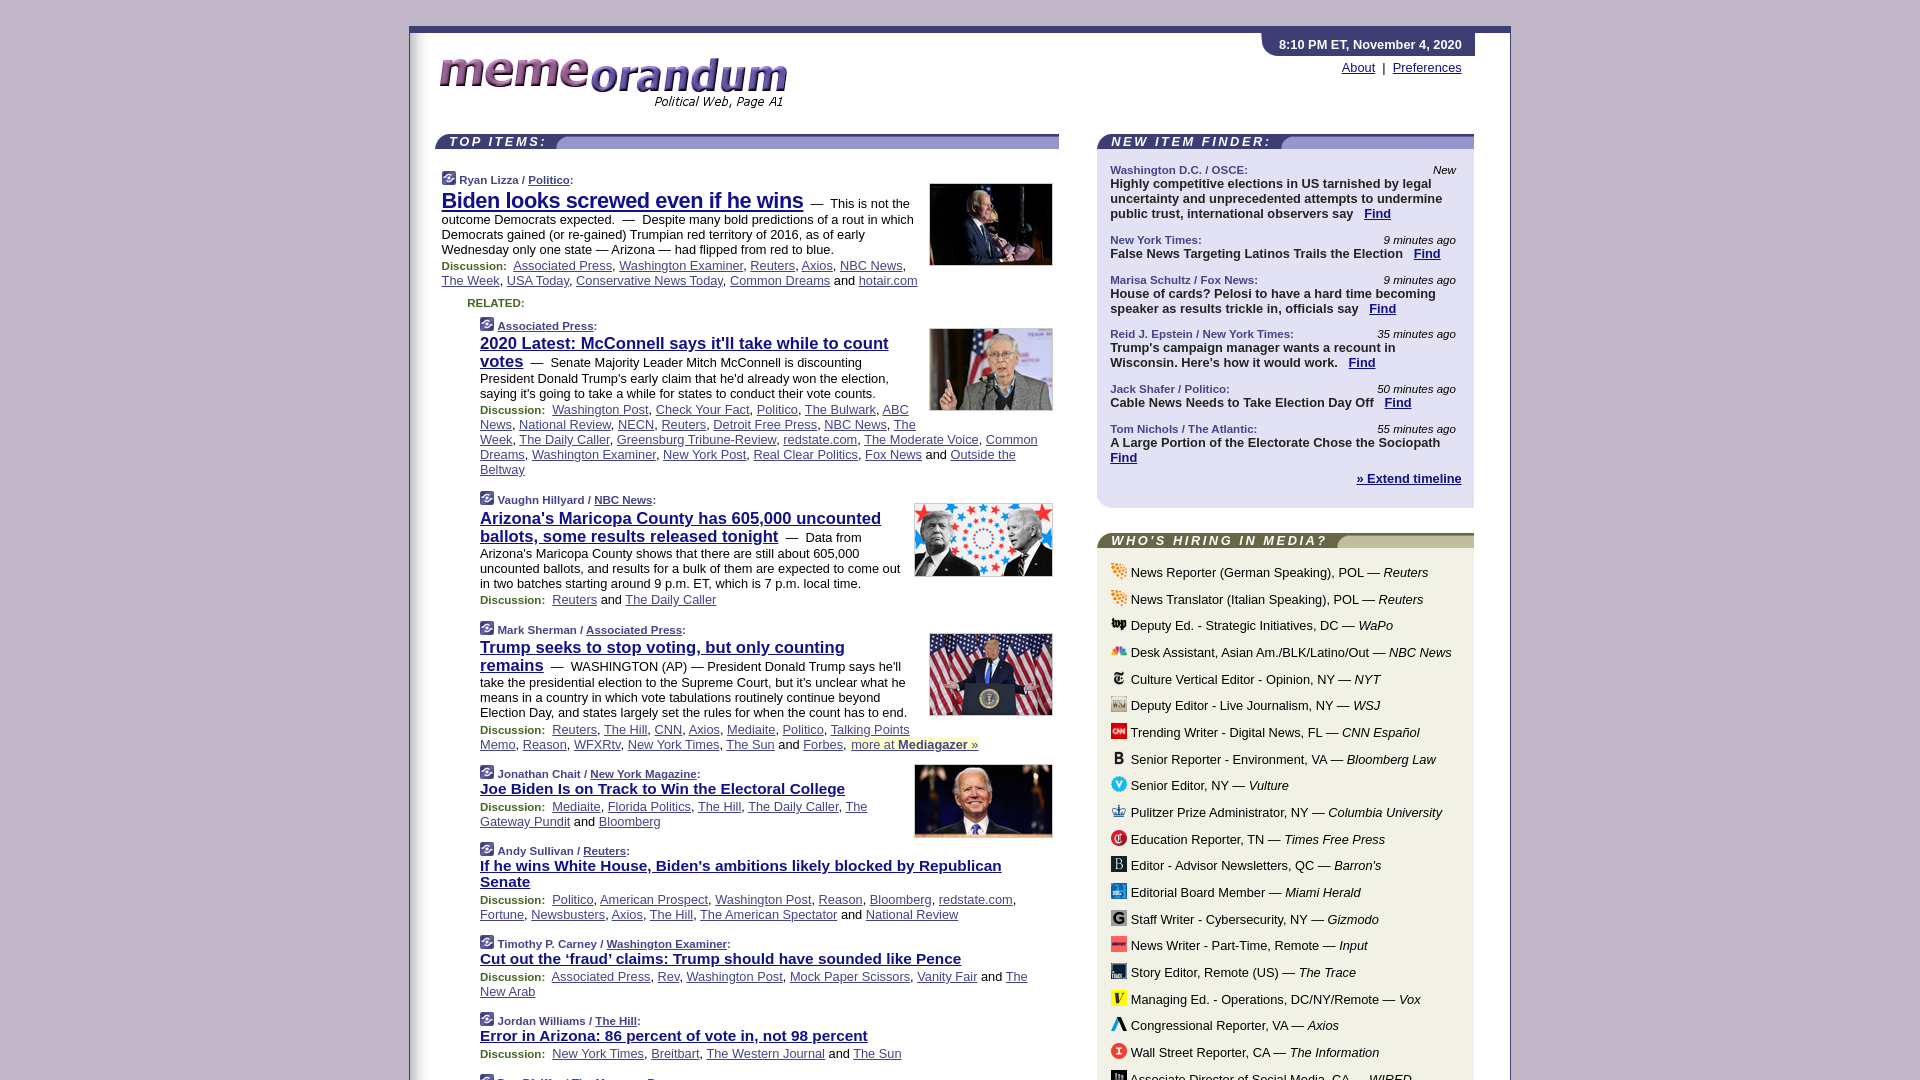 8:10 PM ET, November 4, 2020
About | Preferences
memeorandum
Political Web, Page A1
TOP ITEMS:
Ryan Lizza / Politico:
Biden looks screwed even if he wins — This is not the
outcome Democrats expected. — Despite many bold predictions of a rout in which
Democrats gained (or re-gained) Trumpian red territory of 2016, as of early
Wednesday only one state — Arizona — had flipped from red to blue.
Discussion: Associated Press, Washington Examiner, Reuters, Axios, NBC News,
The Week, USA Today, Conservative News Today, Common Dreams and hotair.com
RELATED:
Associated Press:
2020 Latest: McConnell says it'll take while to count
votes — Senate Majority Leader Mitch McConnell is discounting
President Donald Trump's early claim that he'd already won the election,
saying it's going to take a while for states to conduct their vote counts.
Discussion: Washington Post, Check Your Fact, Politico, The Bulwark, ABC
News, National Review, NECN, Reuters, Detroit Free Press, NBC News, The
Week, The Daily Caller, Greensburg Tribune-Review, redstate.com, The Moderate Voice, Common
Dreams, Washington Examiner, New York Post, Real Clear Politics, Fox News and Outside the
Beltway
Vaughn Hillyard / NBC News:
Arizona's Maricopa County has 605,000 uncounted
ballots, some results released tonight — Data from
Arizona's Maricopa County shows that there are still about 605,000
uncounted ballots, and results for a bulk of them are expected to come out
in two batches starting around 9 p.m. ET, which is 7 p.m. local time.
Discussion: Reuters and The Daily Caller
Mark Sherman / Associated Press:
Trump seeks to stop voting, but only counting
remains — WASHINGTON (AP) — President Donald Trump says he'll
take the presidential election to the Supreme Court, but it's unclear what he
means in a country in which vote tabulations routinely continue beyond
Election Day, and states largely set the rules for when the count has to end.
Discussion: Reuters, The Hill, CNN, Axios, Mediaite, Politico, Talking Points
Memo, Reason, WFXRtv, New York Times, The Sun and Forbes, more at Mediagazer »
Jonathan Chait / New York Magazine:
Joe Biden Is on Track to Win the Electoral College
Discussion: Mediaite, Florida Politics, The Hill, The Daily Caller, The
Gateway Pundit and Bloomberg
Andy Sullivan / Reuters:
If he wins White House, Biden's ambitions likely blocked by Republican
Senate
Discussion: Politico, American Prospect, Washington Post, Reason, Bloomberg, redstate.com,
Fortune, Newsbusters, Axios, The Hill, The American Spectator and National Review
Timothy P. Carney / Washington Examiner:
Cut out the ‘fraud’ claims: Trump should have sounded like Pence
Discussion: Associated Press, Rev, Washington Post, Mock Paper Scissors, Vanity Fair and The
New Arab
Jordan Williams / The Hill:
Error in Arizona: 86 percent of vote in, not 98 percent
Discussion: New York Times, Breitbart, The Western Journal and The Sun
NEW ITEM FINDER:
Washington D.C. / OSCE: New
Highly competitive elections in US tarnished by legal
uncertainty and unprecedented attempts to undermine
public trust, international observers say Find
New York Times: 9 minutes ago
False News Targeting Latinos Trails the Election Find
Marisa Schultz / Fox News: 9 minutes ago
House of cards? Pelosi to have a hard time becoming
speaker as results trickle in, officials say Find
Reid J. Epstein / New York Times: 35 minutes ago
Trump's campaign manager wants a recount in
Wisconsin. Here's how it would work. Find
Jack Shafer / Politico: 50 minutes ago
Cable News Needs to Take Election Day Off Find
Tom Nichols / The Atlantic: 55 minutes ago
A Large Portion of the Electorate Chose the Sociopath
Find
» Extend timeline
WHO'S HIRING IN MEDIA?
News Reporter (German Speaking), POL — Reuters
News Translator (Italian Speaking), POL — Reuters
Deputy Ed. - Strategic Initiatives, DC — WaPo
Desk Assistant, Asian Am./BLK/Latino/Out — NBC News
Culture Vertical Editor - Opinion, NY — NYT
Deputy Editor - Live Journalism, NY — WSJ
Trending Writer - Digital News, FL — CNN Español
Senior Reporter - Environment, VA — Bloomberg Law
Senior Editor, NY — Vulture
Pulitzer Prize Administrator, NY — Columbia University
Education Reporter, TN — Times Free Press
Editor - Advisor Newsletters, QC — Barron's
Editorial Board Member — Miami Herald
Staff Writer - Cybersecurity, NY — Gizmodo
News Writer - Part-Time, Remote — Input
Story Editor, Remote (US) — The Trace
Managing Ed. - Operations, DC/NY/Remote — Vox
Congressional Reporter, VA — Axios
Wall Street Reporter, CA — The Information
Associate Director of Social Media, CA — WIRED